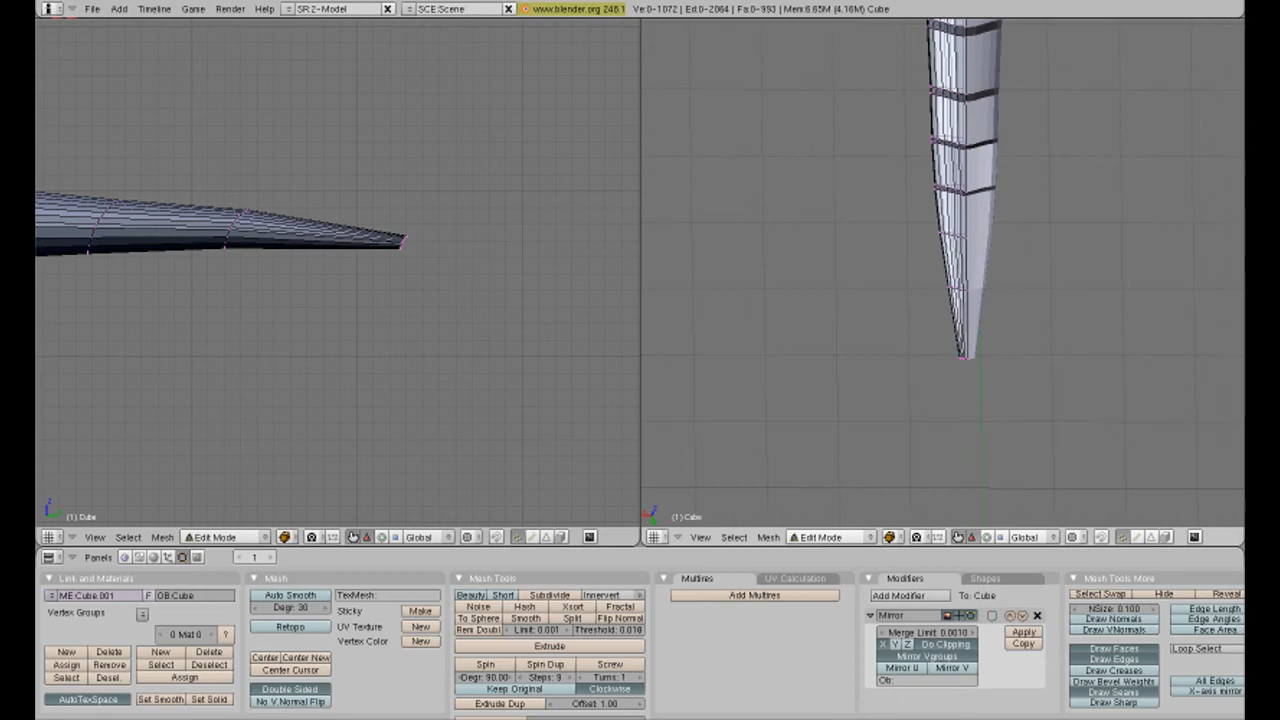 File Add Timeline Game Render Help SR:2-Model SCE:Scene www.blender.org 248.1 Ve:0-1072 | Ed:0-2064 | Fa:0-993 | Mem:6.65M (4.16M) Cube
(1) Cube
(1) Cube
View Select Mesh Edit Mode Global
View Select Mesh Edit Mode Global
Panels 1
Link and Materials
ME:Cube.001 F OB:Cube
Vertex Groups
0 Mat 0 ?
New Delete New Delete
Assign Remove Select Deselect
Select Desel. Assign
AutoTexSpace Set Smooth Set Solid
Mesh
Auto Smooth TexMesh:
Degr: 30 Sticky Make
Retopo UV Texture New
Vertex Color New
Center Center New
Center Cursor
Double Sided
No V.Normal Flip
Mesh Tools
Beauty Short Subdivide Innervert
Noise Hash Xsort Fractal
To Sphere Smooth Split Flip Normal
Rem Doubl Limit: 0.001 Threshold: 0.010
Extrude
Spin Spin Dup Screw
Degr: 90.00 Steps: 9 Turns: 1
Keep Original Clockwise
Extrude Dup Offset: 1.00
Multires UV Calculation
Add Multires
Modifiers Shapes
Add Modifier To: Cube
Mirror
Merge Limit: 0.0010 Apply
X Y Z Do Clipping Copy
Mirror Vgroups
Mirror U Mirror V
Ob:
Mesh Tools More
Select Swap Hide Reveal
NSize: 0.100 Edge Length
Draw Normals Edge Angles
Draw VNormals Face Area
Draw Faces Loop Select
Draw Edges
Draw Creases
Draw Bevel Weights All Edges
Draw Seams X-axis mirror
Draw Sharp